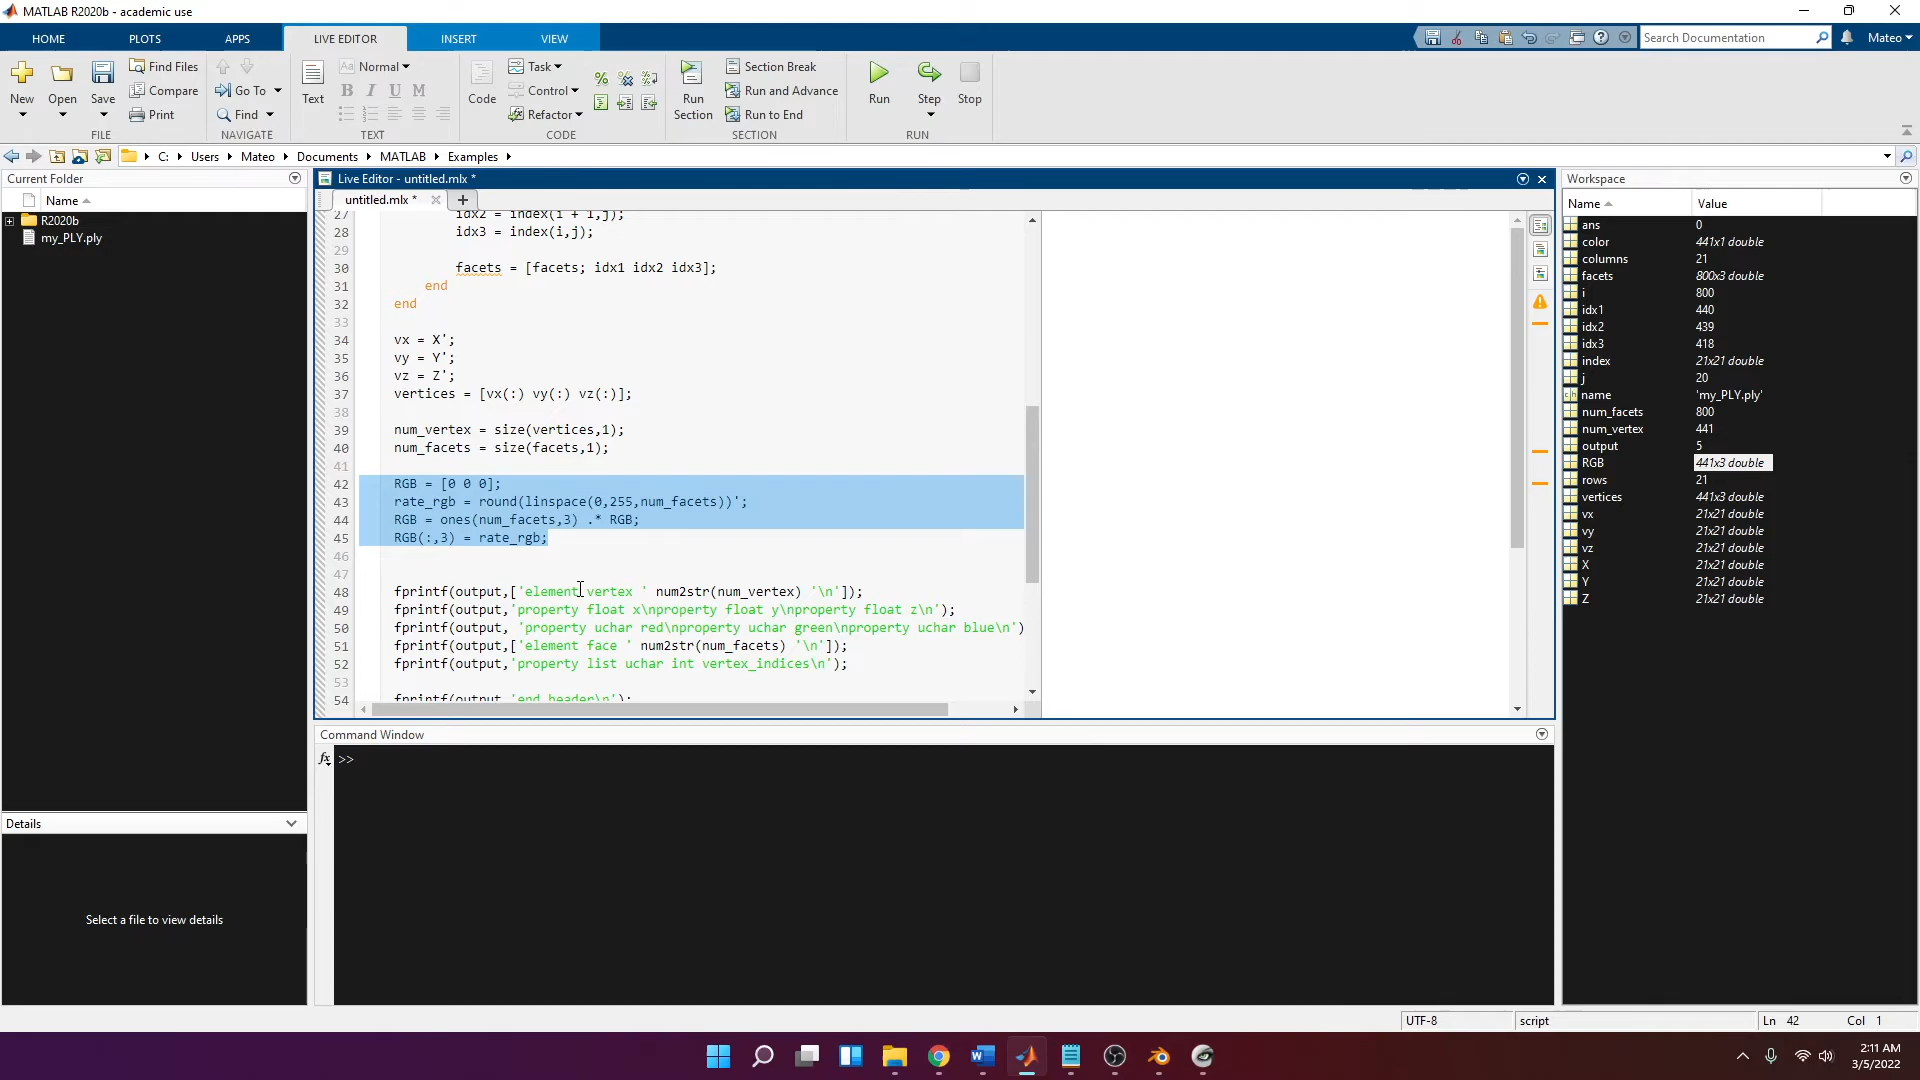 MATLAB R2020b - academic use
HOME PLOTS APPS LIVE EDITOR INSERT VIEW
Search Documentation Mateo
New Open Save Find Files Compare Print FILE
Go To Find NAVIGATE
Text Normal B I U M TEXT
Code Task Control Refactor CODE
Run Section Section Break Run and Advance Run to End SECTION
Run Step Stop RUN
C: Users Mateo Documents MATLAB Examples
Current Folder
Name
R2020b
my_PLY.ply
Details
Select a file to view details
Live Editor - untitled.mlx *
untitled.mlx *
27 idx2 = index(i + 1,j);
28 idx3 = index(i,j);
29
30 facets = [facets; idx1 idx2 idx3];
31 end
32 end
33
34 vx = X';
35 vy = Y';
36 vz = Z';
37 vertices = [vx(:) vy(:) vz(:)];
38
39 num_vertex = size(vertices,1);
40 num_facets = size(facets,1);
41
42 RGB = [0 0 0];
43 rate_rgb = round(linspace(0,255,num_facets))';
44 RGB = ones(num_facets,3) .* RGB;
45 RGB(:,3) = rate_rgb;
46
47
48 fprintf(output,['element vertex ' num2str(num_vertex) '\n']);
49 fprintf(output,'property float x\nproperty float y\nproperty float z\n');
50 fprintf(output, 'property uchar red\nproperty uchar green\nproperty uchar blue\n')
51 fprintf(output,['element face ' num2str(num_facets) '\n']);
52 fprintf(output,'property list uchar int vertex_indices\n');
53
54 fprintf(output,'end_header\n');
Command Window
fx >>
Workspace
Name Value
ans 0
color 441x1 double
columns 21
facets 800x3 double
i 800
idx1 440
idx2 439
idx3 418
index 21x21 double
j 20
name 'my_PLY.ply'
num_facets 800
num_vertex 441
output 5
RGB 441x3 double
rows 21
vertices 441x3 double
vx 21x21 double
vy 21x21 double
vz 21x21 double
X 21x21 double
Y 21x21 double
Z 21x21 double
UTF-8 script Ln 42 Col 1
2:11 AM
3/5/2022